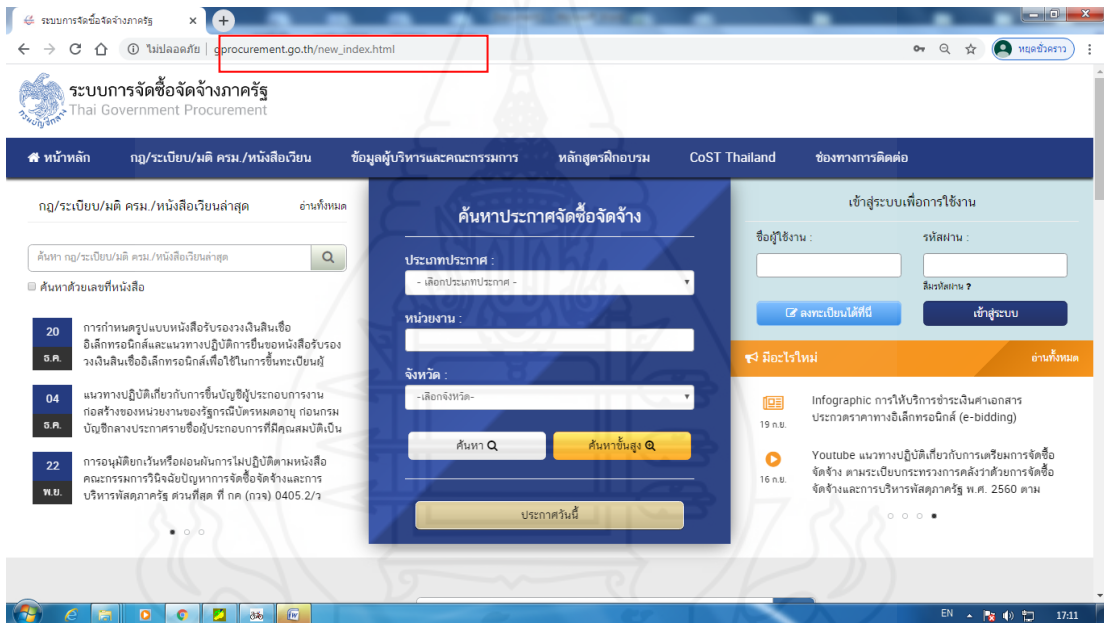 ระบบการจัดซื้อจัดจ้างภาครัฐ
ไม่ปลอดภัย
gprocurement.go.th/new_index.html
หยุดชั่วคราว
ระบบการจัดซื้อจัดจ้างภาครัฐ
Thai Government Procurement
กรมบัญชีกลาง
หน้าหลัก
กฎ/ระเบียบ/มติ ครม./หนังสือเวียน
ข้อมูลผู้บริหารและคณะกรรมการ
หลักสูตรฝึกอบรม
CoST Thailand
ช่องทางการติดต่อ
กฎ/ระเบียบ/มติ ครม./หนังสือเวียนล่าสุด
อ่านทั้งหมด
ค้นหา กฎ/ระเบียบ/มติ ครม./หนังสือเวียนล่าสุด
ค้นหาด้วยเลขที่หนังสือ
20
ธ.ค.
การกำหนดรูปแบบหนังสือรับรองวงเงินสินเชื่อ
อิเล็กทรอนิกส์และแนวทางปฏิบัติการยื่นขอหนังสือรับรอง
วงเงินสินเชื่ออิเล็กทรอนิกส์เพื่อใช้ในการขึ้นทะเบียนผู้
04
ธ.ค.
แนวทางปฏิบัติเกี่ยวกับการขึ้นบัญชีผู้ประกอบการงาน
ก่อสร้างของหน่วยงานของรัฐกรณีบัตรหมดอายุ ก่อนกรม
บัญชีกลางประกาศรายชื่อผู้ประกอบการที่มีคุณสมบัติเป็น
22
พ.ย.
การอนุมัติยกเว้นหรือผ่อนผันการไม่ปฏิบัติตามหนังสือ
คณะกรรมการวินิจฉัยปัญหาการจัดซื้อจัดจ้างและการ
บริหารพัสดุภาครัฐ ด่วนที่สุด ที่ กค (กวจ) 0405.2/ว
ค้นหาประกาศจัดซื้อจัดจ้าง
ประเภทประกาศ :
- เลือกประเภทประกาศ -
หน่วยงาน :
จังหวัด :
-เลือกจังหวัด-
ค้นหา
ค้นหาขั้นสูง
ประกาศวันนี้
เข้าสู่ระบบเพื่อการใช้งาน
ชื่อผู้ใช้งาน :
รหัสผ่าน :
ลืมรหัสผ่าน ?
ลงทะเบียนได้ที่นี่
เข้าสู่ระบบ
มีอะไรใหม่
อ่านทั้งหมด
19 ก.ย.
Infographic การให้บริการชำระเงินค่าเอกสาร
ประกวดราคาทางอิเล็กทรอนิกส์ (e-bidding)
16 ก.ย.
Youtube แนวทางปฏิบัติเกี่ยวกับการเตรียมการจัดซื้อ
จัดจ้าง ตามระเบียบกระทรวงการคลังว่าด้วยการจัดซื้อ
จัดจ้างและการบริหารพัสดุภาครัฐ พ.ศ. 2560 ตาม
EN
17:11